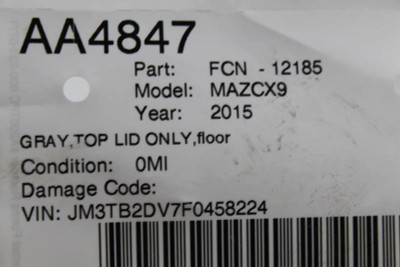 AA4847
Part: FCN - 12185
Model: MAZCX9
Year: 2015
GRAY,TOP LID ONLY,floor
Condition: 0MI
Damage Code:
VIN: JM3TB2DV7F0458224